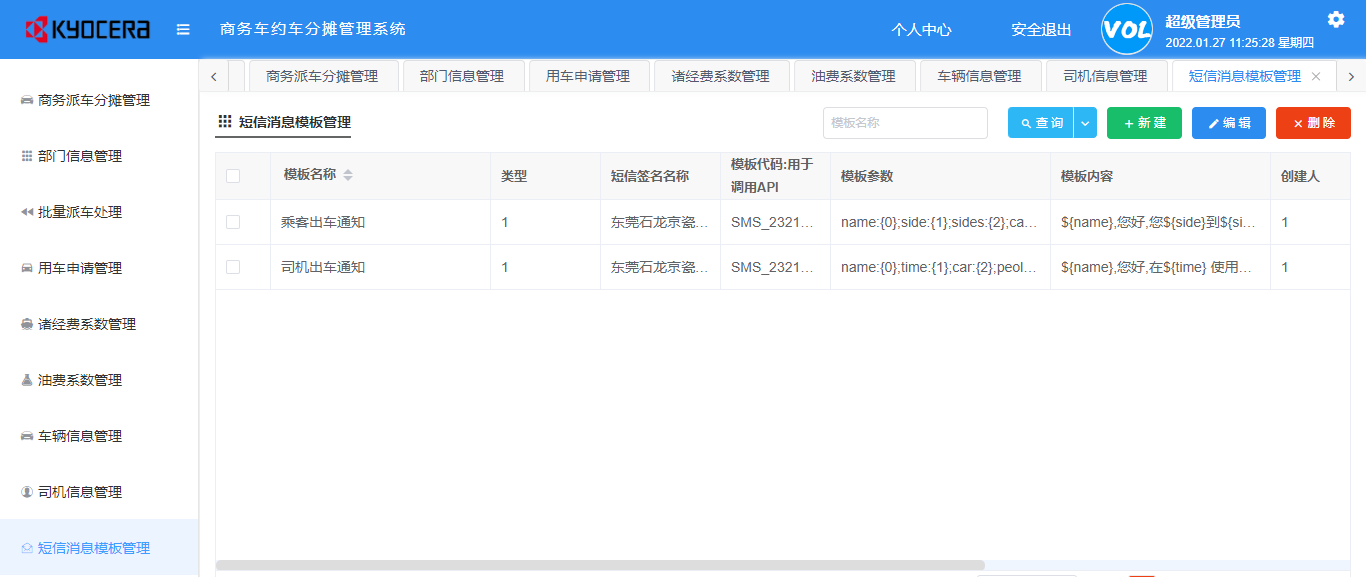 KYOCERA
商务车约车分摊管理系统
个人中心
安全退出
VOL
超级管理员
2022.01.27 11:25:28 星期四
商务派车分摊管理
部门信息管理
用车申请管理
诸经费系数管理
油费系数管理
车辆信息管理
司机信息管理
短信消息模板管理
商务派车分摊管理
部门信息管理
批量派车处理
用车申请管理
诸经费系数管理
油费系数管理
车辆信息管理
司机信息管理
短信消息模板管理
短信消息模板管理
模板名称
查询
新建
编辑
删除
模板名称
类型
短信签名名称
模板代码:用于
调用API
模板参数
模板内容
创建人
乘客出车通知
1
东莞石龙京瓷...
SMS_2321...
name:{0};side:{1};sides:{2};ca...
${name},您好,您${side}到${si...
1
司机出车通知
1
东莞石龙京瓷...
SMS_2321...
name:{0};time:{1};car:{2};peol...
${name},您好,在${time} 使用...
1